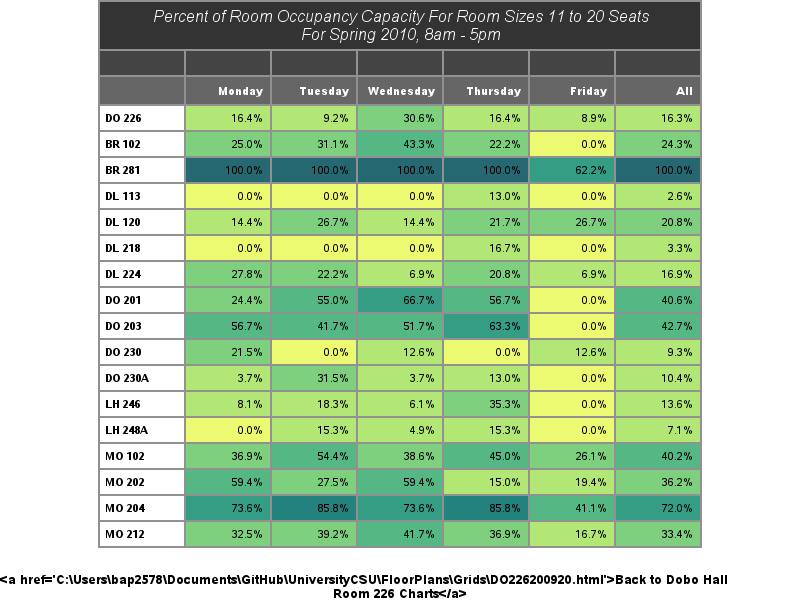 Percent of Room Occupancy Capacity For Room Sizes 11 to 20 Seats
For Spring 2010, 8am - 5pm
Monday Tuesday Wednesday Thursday Friday All
DO 226 16.4% 9.2% 30.6% 16.4% 8.9% 16.3%
BR 102 25.0% 31.1% 43.3% 22.2% 0.0% 24.3%
BR 281 100.0% 100.0% 100.0% 100.0% 62.2% 100.0%
DL 113 0.0% 0.0% 0.0% 13.0% 0.0% 2.6%
DL 120 14.4% 26.7% 14.4% 21.7% 26.7% 20.8%
DL 218 0.0% 0.0% 0.0% 16.7% 0.0% 3.3%
DL 224 27.8% 22.2% 6.9% 20.8% 6.9% 16.9%
DO 201 24.4% 55.0% 66.7% 56.7% 0.0% 40.6%
DO 203 56.7% 41.7% 51.7% 63.3% 0.0% 42.7%
DO 230 21.5% 0.0% 12.6% 0.0% 12.6% 9.3%
DO 230A 3.7% 31.5% 3.7% 13.0% 0.0% 10.4%
LH 246 8.1% 18.3% 6.1% 35.3% 0.0% 13.6%
LH 248A 0.0% 15.3% 4.9% 15.3% 0.0% 7.1%
MO 102 36.9% 54.4% 38.6% 45.0% 26.1% 40.2%
MO 202 59.4% 27.5% 59.4% 15.0% 19.4% 36.2%
MO 204 73.6% 85.8% 73.6% 85.8% 41.1% 72.0%
MO 212 32.5% 39.2% 41.7% 36.9% 16.7% 33.4%
<a href='C:\Users\bap2578\Documents\GitHub\UniversityCSU\FloorPlans\Grids\DO226200920.html'>Back to Dobo Hall
Room 226 Charts</a>